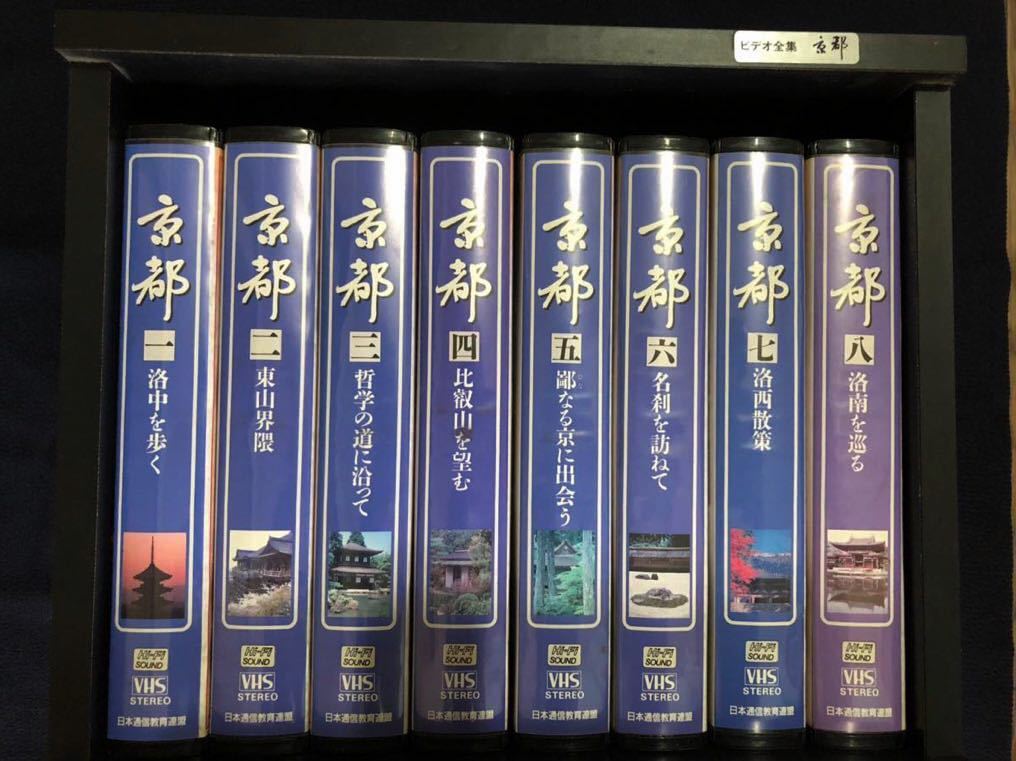 ビデオ全集 京都
京都
一
洛中を歩く
Hi-Fi
SOUND
VHS
STEREO
日本通信教育連盟
京都
二
東山界隈
Hi-Fi
SOUND
VHS
STEREO
日本通信教育連盟
京都
三
哲学の道に沿って
Hi-Fi
SOUND
VHS
STEREO
日本通信教育連盟
京都
四
比叡山を望む
Hi-Fi
SOUND
VHS
STEREO
日本通信教育連盟
京都
五
鄙なる京に出会う
ひな
Hi-Fi
SOUND
VHS
STEREO
日本通信教育連盟
京都
六
名刹を訪ねて
Hi-Fi
SOUND
VHS
STEREO
日本通信教育連盟
京都
七
洛西散策
Hi-Fi
SOUND
VHS
STEREO
日本通信教育連盟
京都
八
洛南を巡る
Hi-Fi
SOUND
VHS
STEREO
日本通信教育連盟